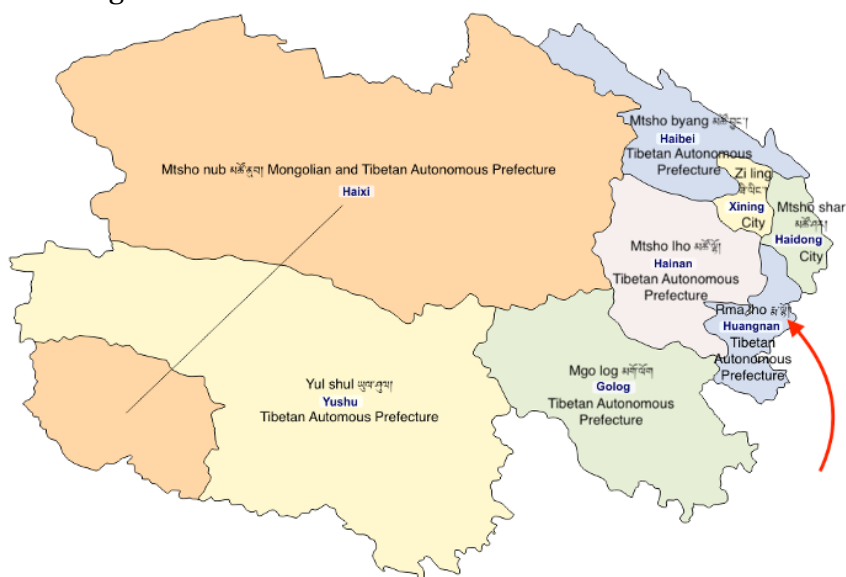 Mtsho nub མཚོ་ནུབ། Mongolian and Tibetan Autonomous Prefecture
Haixi
Mtsho byang མཚོ་བྱང་།
Haibei
Tibetan Autonomous
Prefecture
Zi ling
ཟི་ལིང་།
Xining
City
Mtsho shar
མཚོ་ཤར།
Haidong
City
Mtsho lho མཚོ་ལྷོ།
Hainan
Tibetan Autonomous
Prefecture
Rma lho རྨ་ལྷོ།
Huangnan
Tibetan
Autonomous
Prefecture
Mgo log མགོ་ལོག
Golog
Tibetan Autonomous
Prefecture
Yul shul ཡུལ་ཤུལ།
Yushu
Tibetan Automous Prefecture